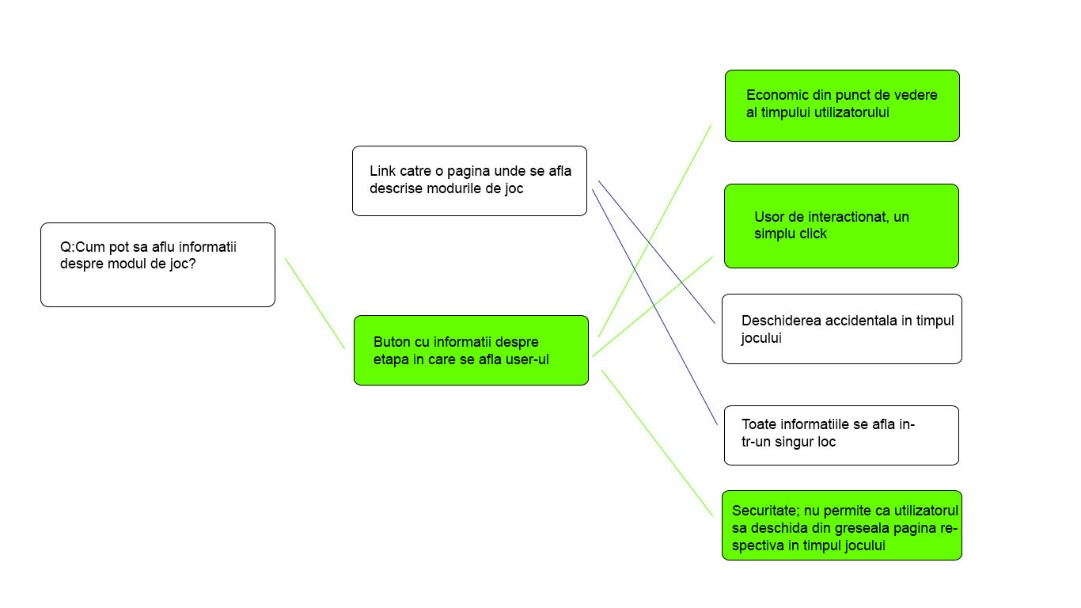 Q:Cum pot sa aflu informatii
despre modul de joc?
Link catre o pagina unde se afla
descrise modurile de joc
Buton cu informatii despre
etapa in care se afla user-ul
Economic din punct de vedere
al timpului utilizatorului
Usor de interactionat, un
simplu click
Deschiderea accidentala in timpul
jocului
Toate informatiile se afla in-
tr-un singur loc
Securitate; nu permite ca utilizatorul
sa deschida din greseala pagina re-
spectiva in timpul jocului